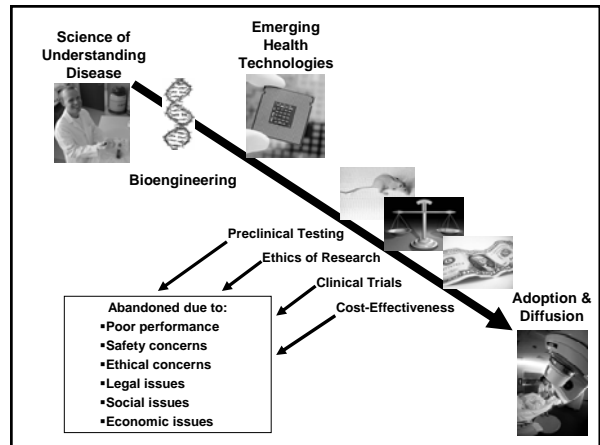 Science of
Understanding
Disease
Emerging
Health
Technologies
Bioengineering
Preclinical Testing
Ethics of Research
Clinical Trials
Cost-Effectiveness
Adoption &
Diffusion
Abandoned due to:
▪Poor performance
▪Safety concerns
▪Ethical concerns
▪Legal issues
▪Social issues
▪Economic issues